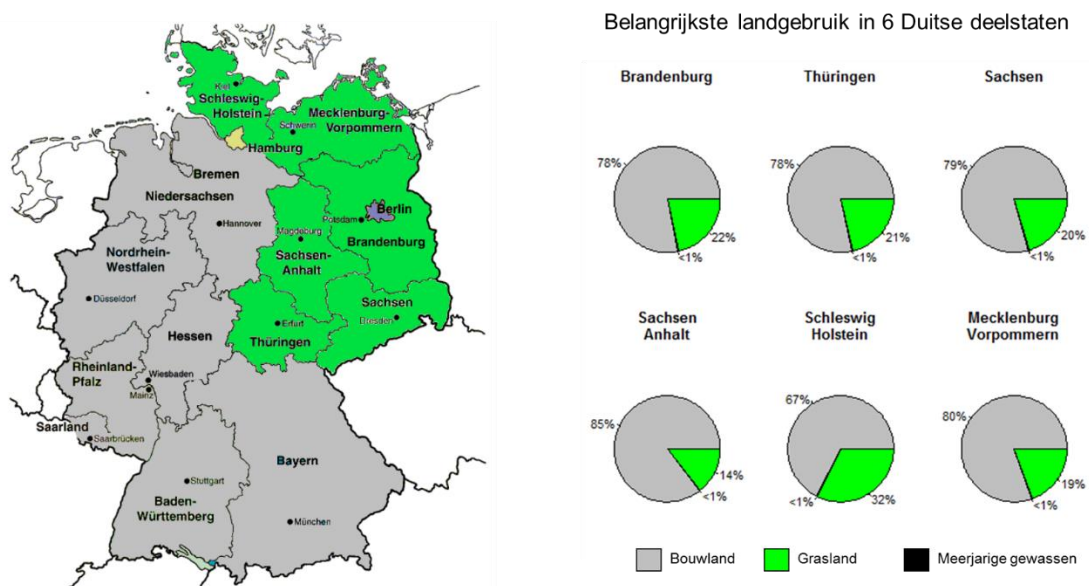 Belangrijkste landgebruik in 6 Duitse deelstaten
Kiel
Schleswig-
Holstein
Mecklenburg-
Vorpommern
Schwerin
Hamburg
Bremen
Niedersachsen
Hannover
Berlin
Potsdam
Brandenburg
Magdeburg
Sachsen-
Anhalt
Nordrhein-
Westfalen
Düsseldorf
Sachsen
Dresden
Hessen
Erfurt
Thüringen
Rheinland-
Pfalz
Wiesbaden
Mainz
Saarland
Saarbrücken
Bayern
Stuttgart
Baden-
Württemberg
München
Brandenburg
78%
22%
<1%
Thüringen
78%
21%
<1%
Sachsen
79%
20%
<1%
Sachsen
Anhalt
85%
14%
<1%
Schleswig
Holstein
67%
<1%
32%
Mecklenburg
Vorpommern
80%
19%
<1%
Bouwland
Grasland
Meerjarige gewassen